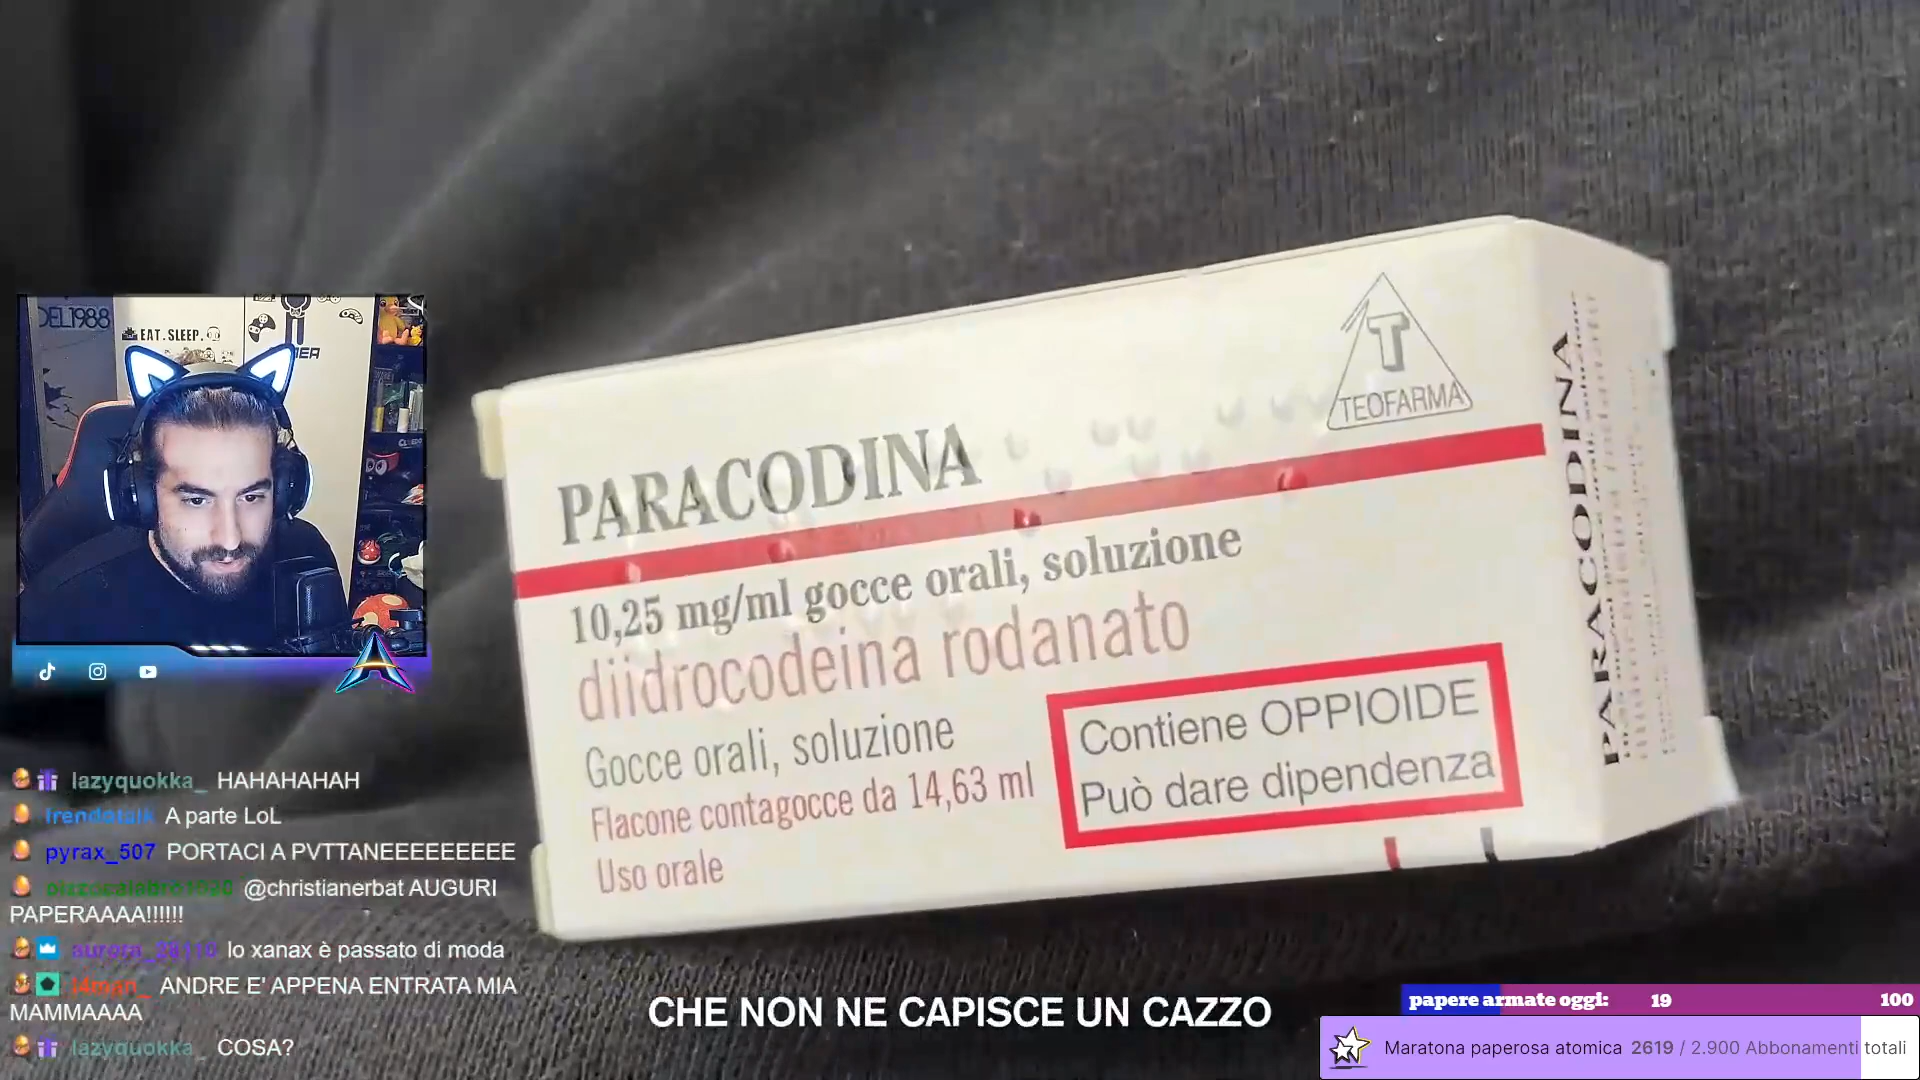 DEL1988
EAT.SLEEP.
TEOFARMA
PARACODINA
10,25 mg/ml gocce orali, soluzione
diidrocodeina rodanato
Gocce orali, soluzione
Flacone contagocce da 14,63 ml
Uso orale
Contiene OPPIOIDE
Può dare dipendenza
PARACODINA
lazyquokka_ HAHAHAHAH
A parte LoL
pyrax_507 PORTACI A PVTTANEEEEEEEEE
@christianerbat AUGURI
PAPERAAAA!!!!!!
aurora_28110 lo xanax è passato di moda
ANDRE E' APPENA ENTRATA MIA
MAMMAAAA
lazyquokka_ COSA?
CHE NON NE CAPISCE UN CAZZO
papere armate oggi: 19 100
Maratona paperosa atomica 2619 / 2.900 Abbonamenti totali